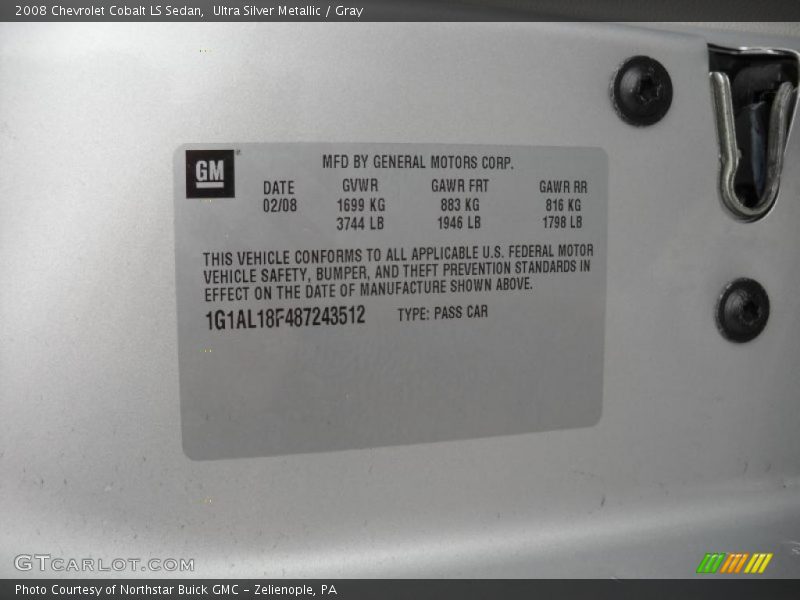 2008 Chevrolet Cobalt LS Sedan, Ultra Silver Metallic / Gray
GM
MFD BY GENERAL MOTORS CORP.
DATE GVWR GAWR FRT GAWR RR
02/08 1699 KG 883 KG 816 KG
3744 LB 1946 LB 1798 LB
THIS VEHICLE CONFORMS TO ALL APPLICABLE U.S. FEDERAL MOTOR
VEHICLE SAFETY, BUMPER, AND THEFT PREVENTION STANDARDS IN
EFFECT ON THE DATE OF MANUFACTURE SHOWN ABOVE.
1G1AL18F487243512 TYPE: PASS CAR
GTCARLOT.COM
Photo Courtesy of Northstar Buick GMC - Zelienople, PA